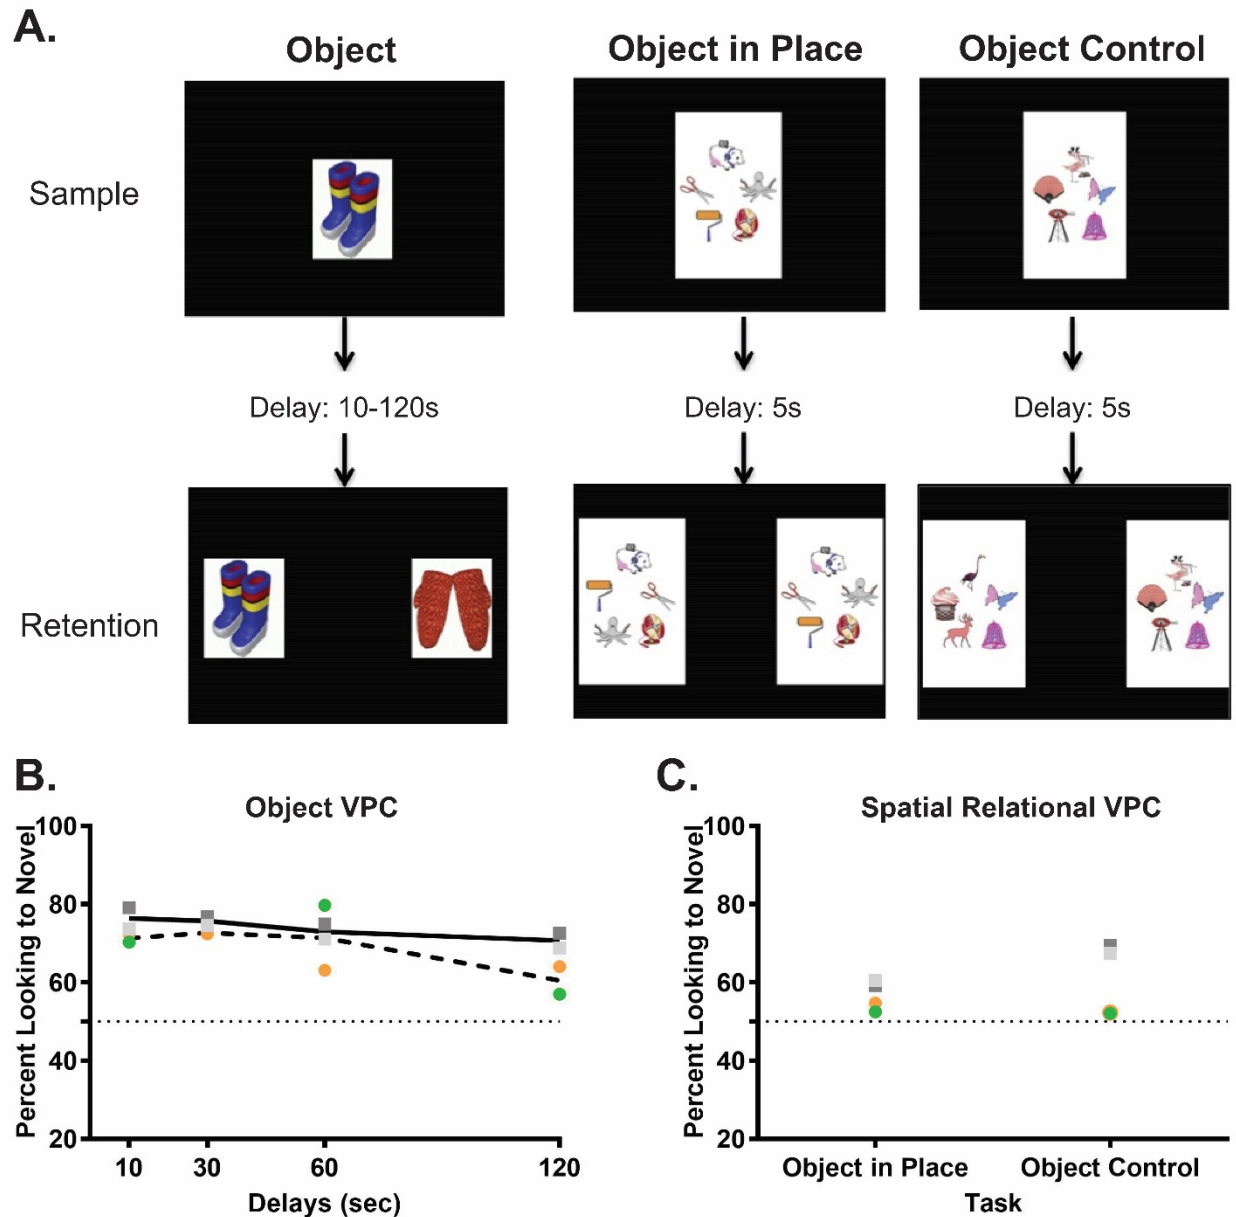 A.
Object
Object in Place
Object Control
Sample
Delay: 10-120s
Delay: 5s
Delay: 5s
Retention
B.
Object VPC
Percent Looking to Novel
100
80
60
40
20
10
30
60
120
Delays (sec)
C.
Spatial Relational VPC
Percent Looking to Novel
100
80
60
40
20
Object in Place
Object Control
Task